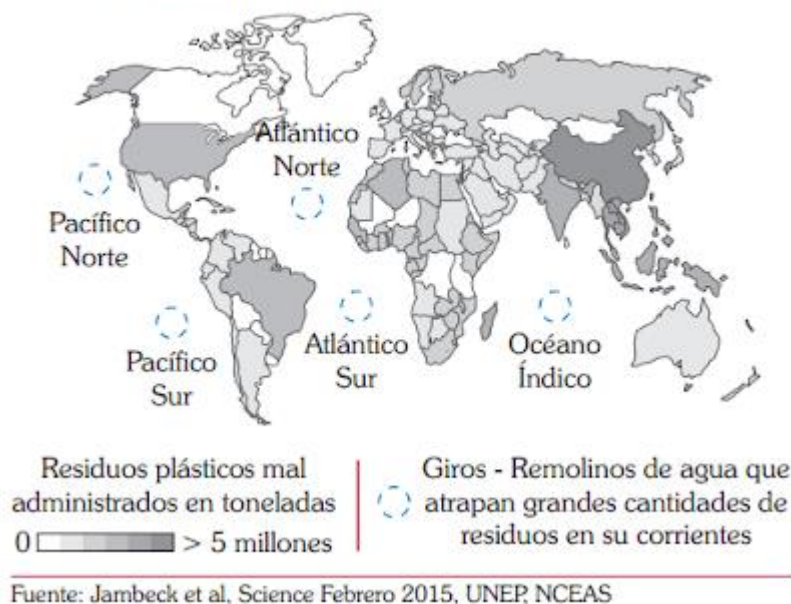 Atlántico
Norte
Pacífico
Norte
Pacífico
Sur
Atlántico
Sur
Océano
Índico
Residuos plásticos mal
administrados en toneladas
0 > 5 millones
Giros - Remolinos de agua que
atrapan grandes cantidades de
residuos en su corrientes
Fuente: Jambeck et al, Science Febrero 2015, UNEP, NCEAS